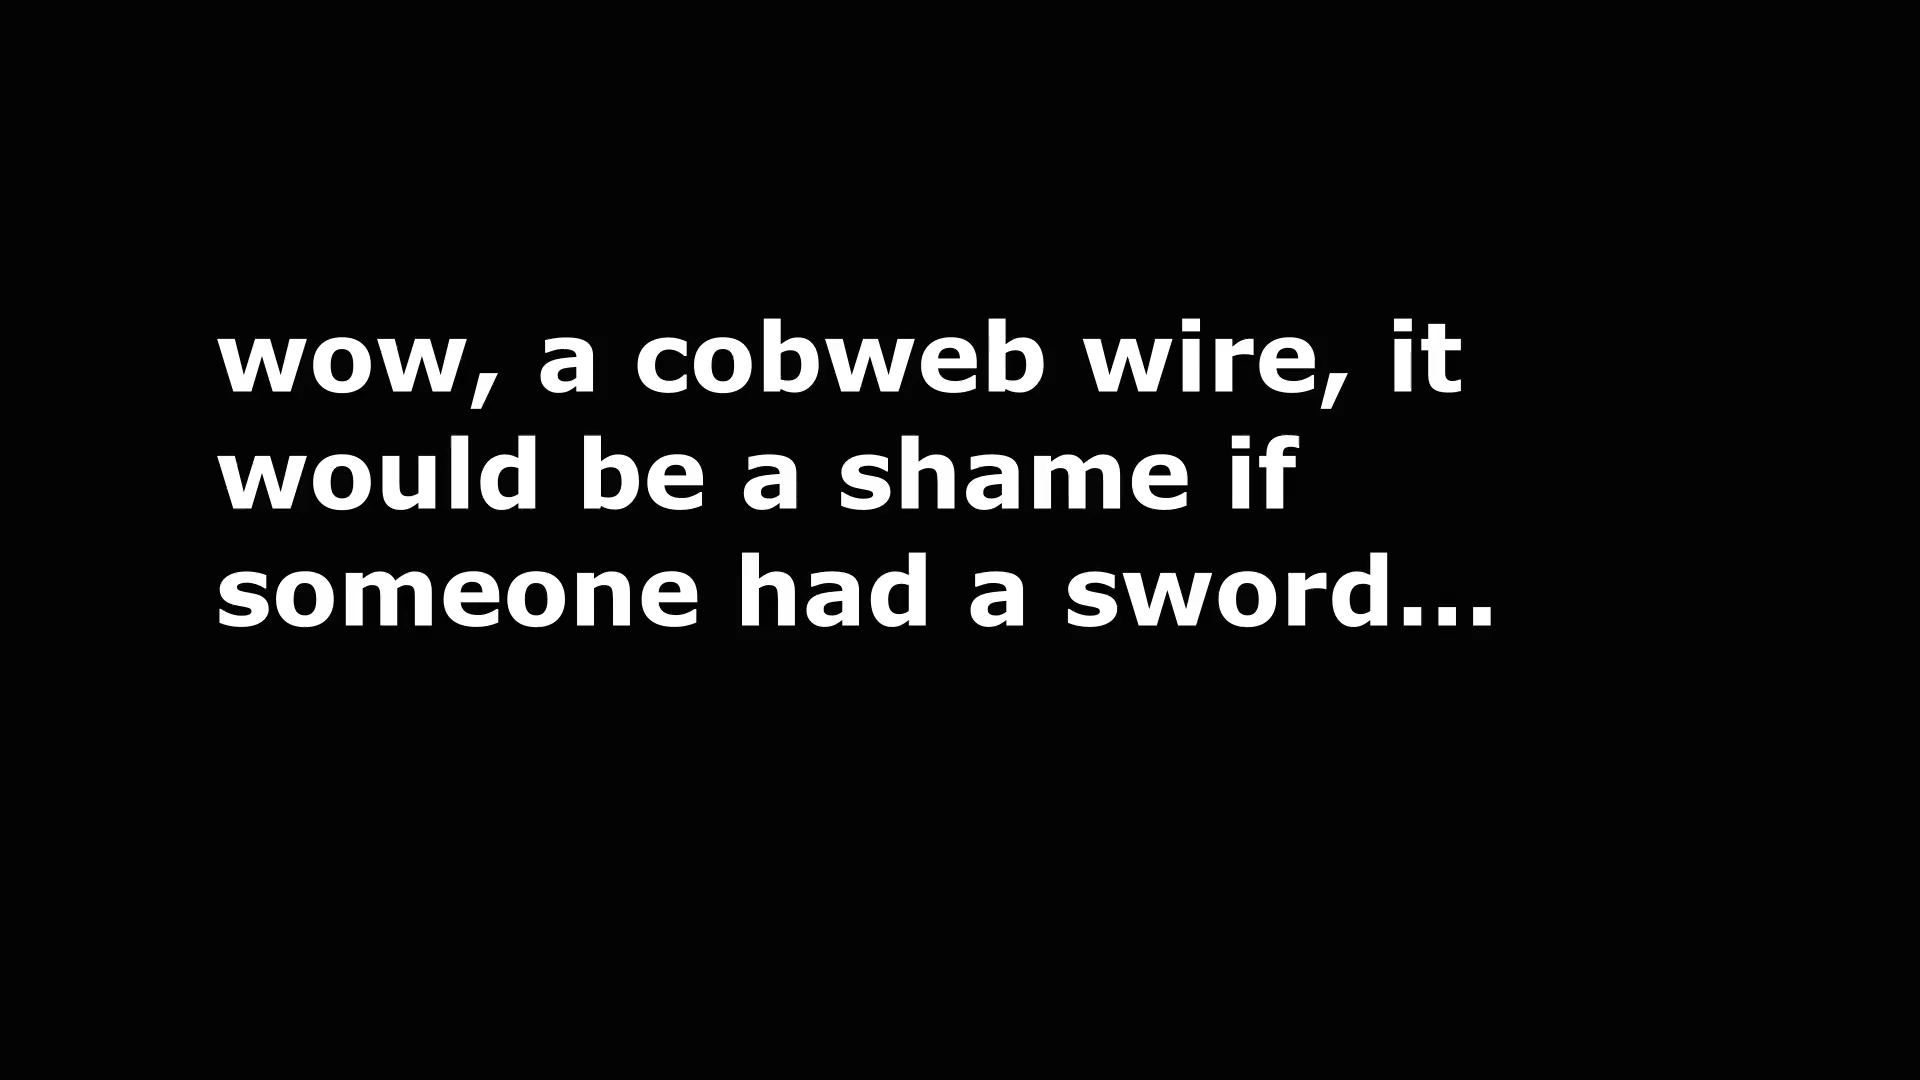 wow, a cobweb wire, it
would be a shame if
someone had a sword...